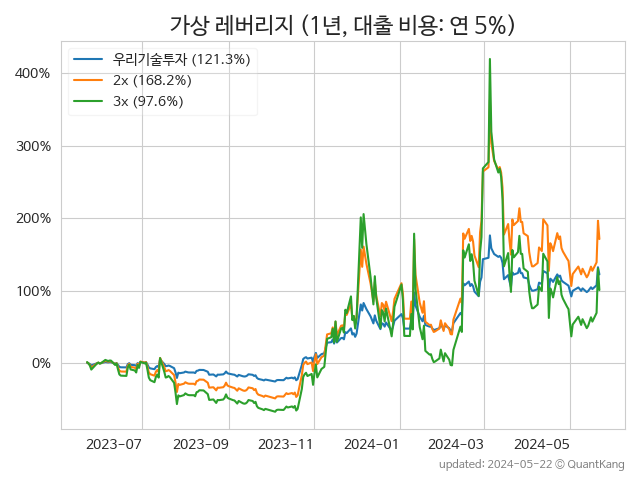 가상 레버리지 (1년, 대출 비용: 연 5%)
우리기술투자 (121.3%)
2x (168.2%)
3x (97.6%)
400%
300%
200%
100%
0%
2023-07 2023-09 2023-11 2024-01 2024-03 2024-05
updated: 2024-05-22 © QuantKang